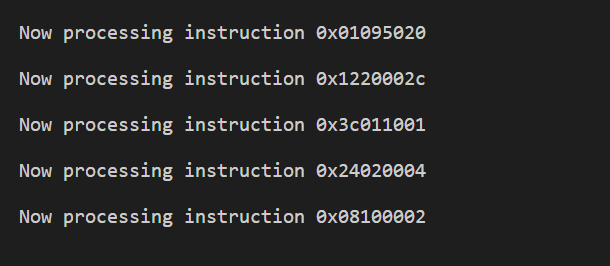 Now processing instruction 0x01095020
Now processing instruction 0x1220002c
Now processing instruction 0x3c011001
Now processing instruction 0x24020004
Now processing instruction 0x08100002